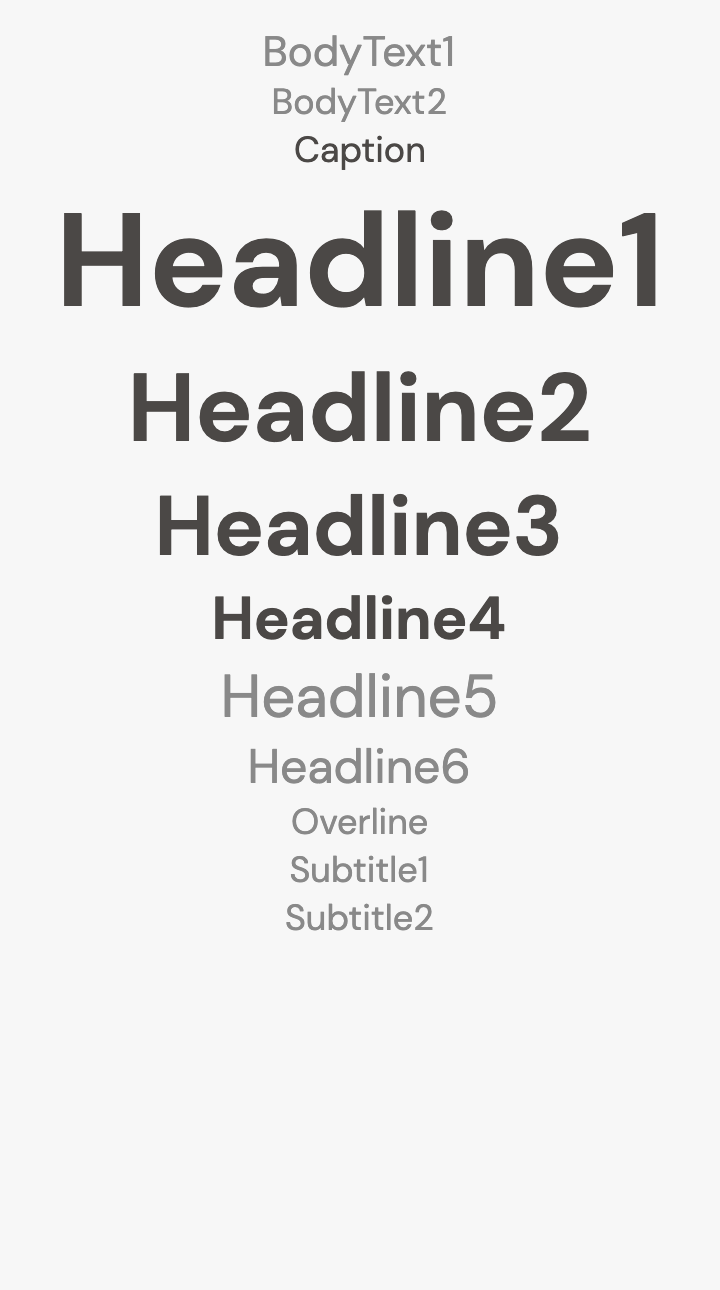 BodyText1
BodyText2
Caption
Headline1
Headline2
Headline3
Headline4
Headline5
Headline6
Overline
Subtitle1
Subtitle2